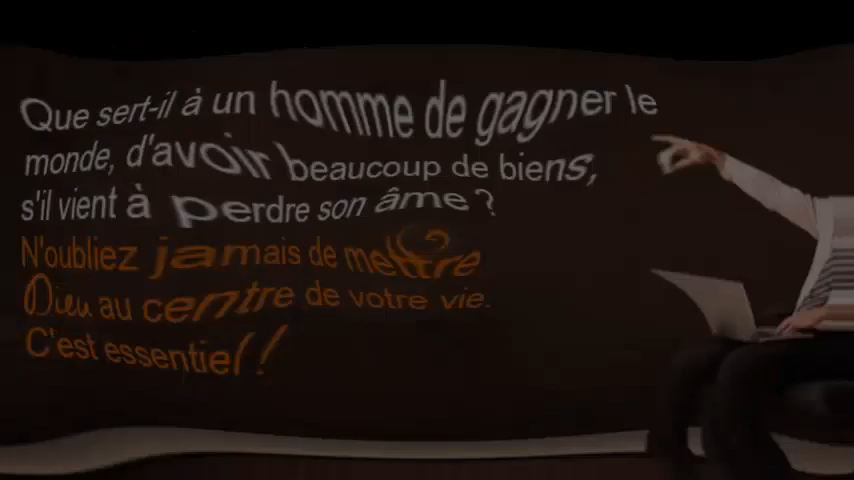 Que sert-il à un homme de gagner le
monde, d'avoir beaucoup de biens,
s'il vient à perdre son âme ?
N'oubliez jamais de mettre
Dieu au centre de votre vie.
C'est essentiel !